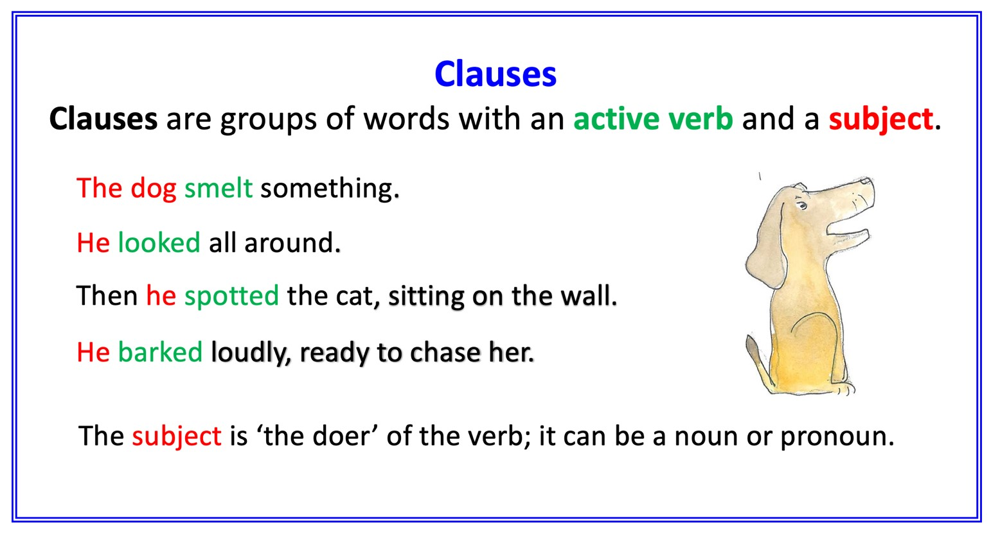 Clauses
Clauses are groups of words with an active verb and a subject.
The dog smelt something.
He looked all around.
Then he spotted the cat, sitting on the wall.
He barked loudly, ready to chase her.
The subject is ‘the doer’ of the verb; it can be a noun or pronoun.